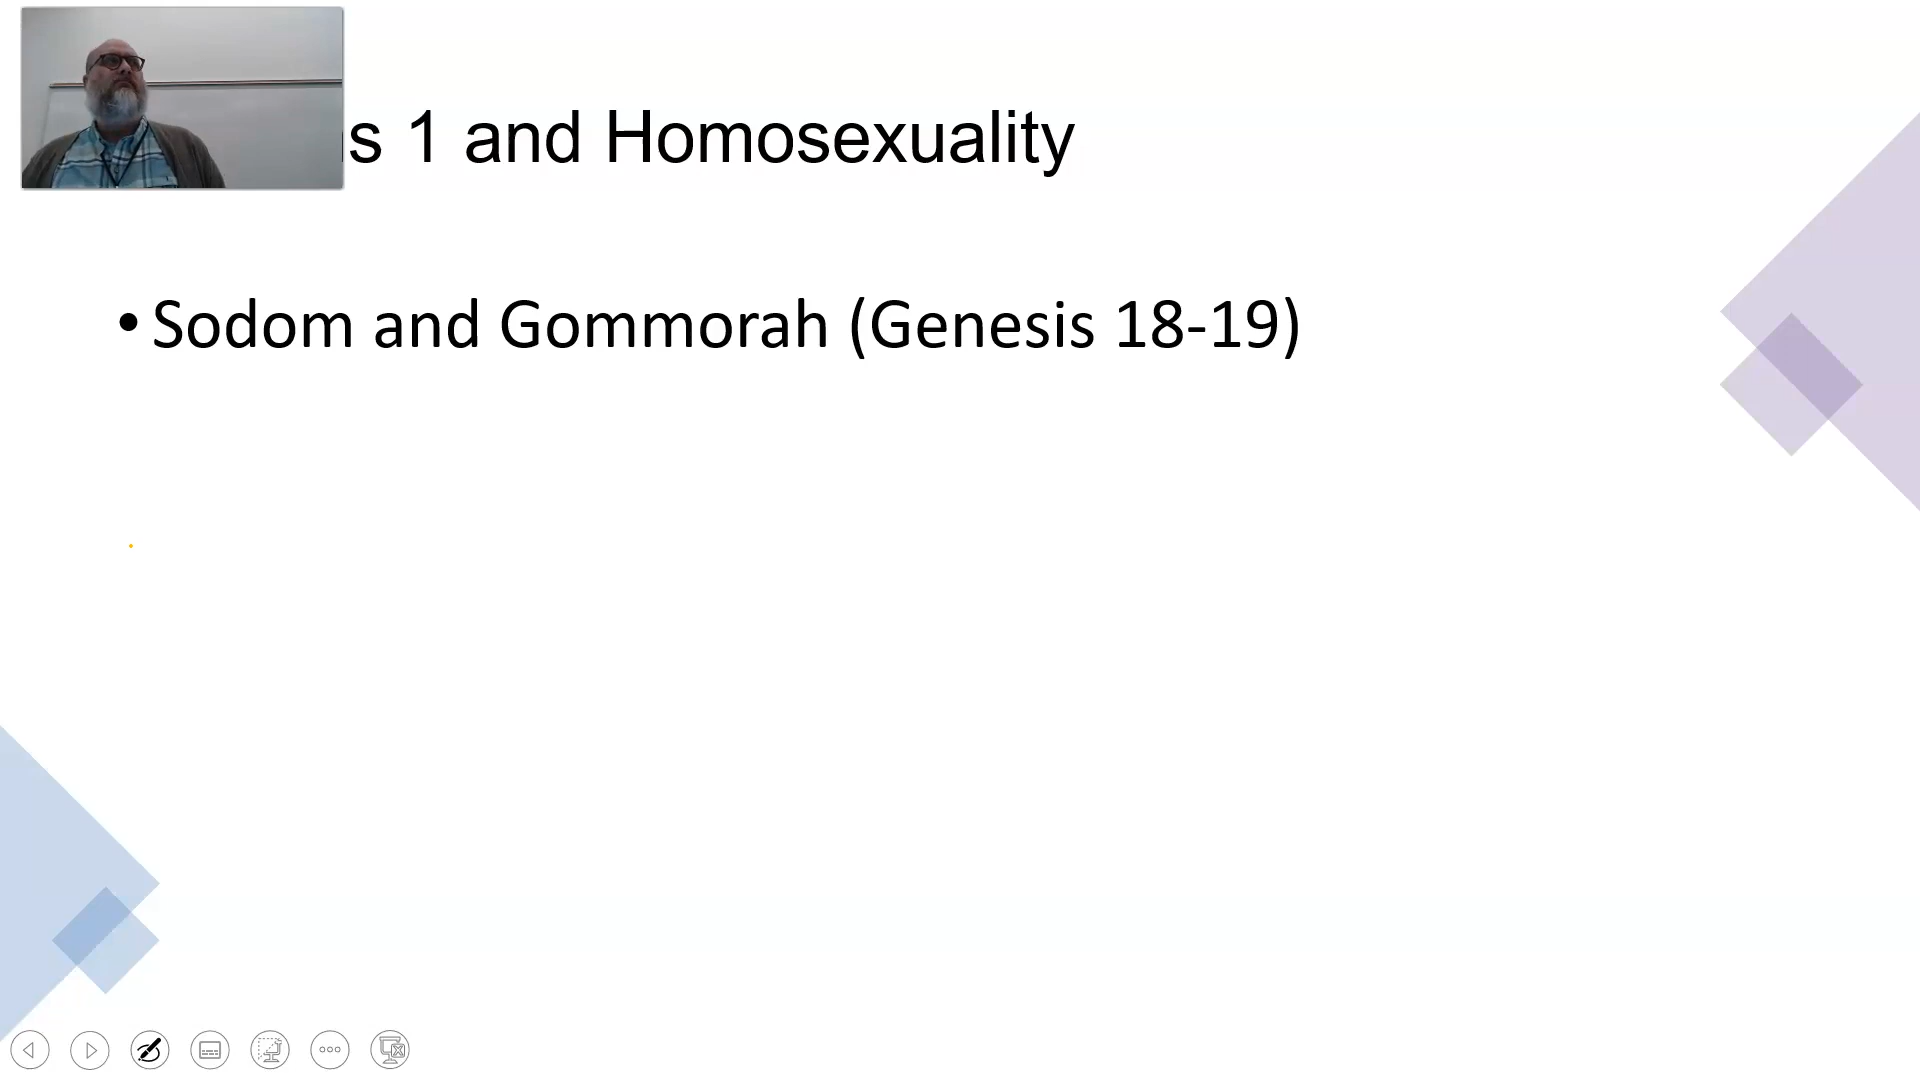 s 1 and Homosexuality
• Sodom and Gommorah (Genesis 18-19)